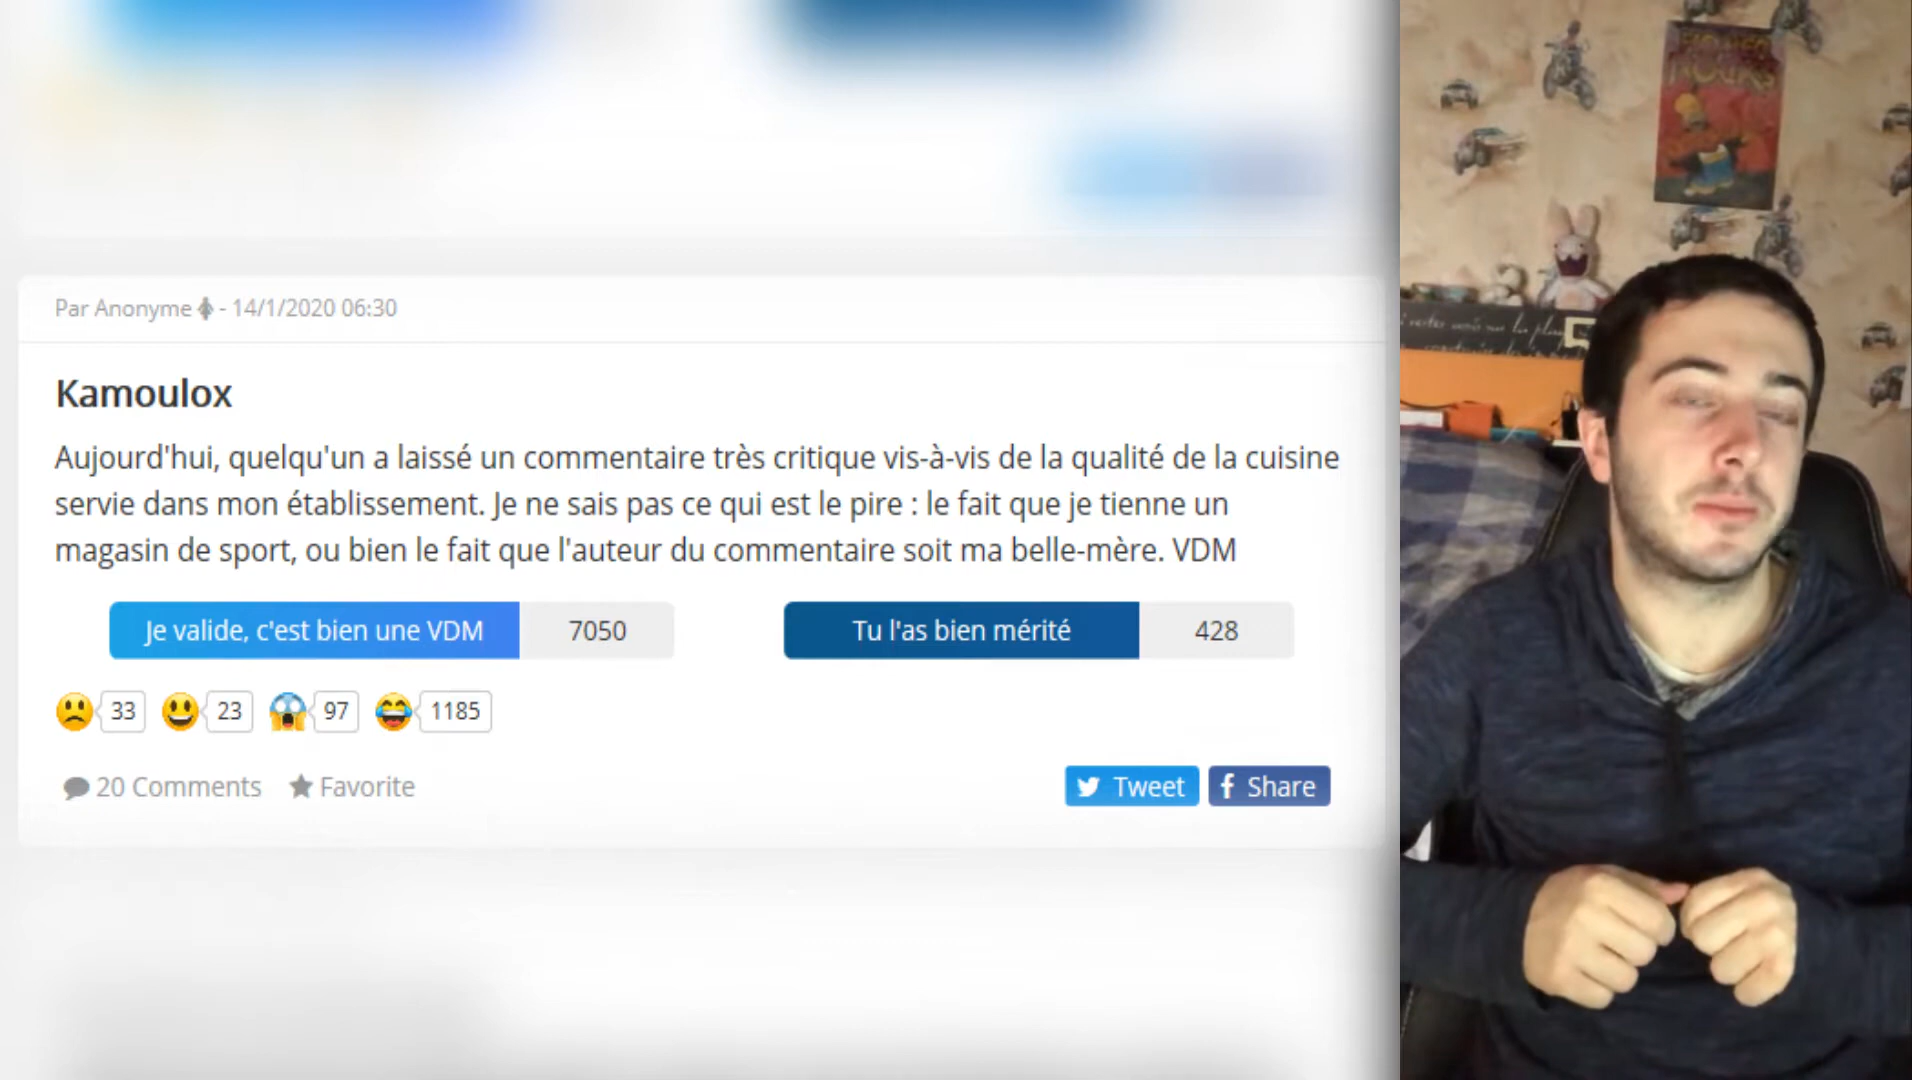 Par Anonyme - 14/1/2020 06:30
Kamoulox
Aujourd'hui, quelqu'un a laissé un commentaire très critique vis-à-vis de la qualité de la cuisine
servie dans mon établissement. Je ne sais pas ce qui est le pire : le fait que je tienne un
magasin de sport, ou bien le fait que l'auteur du commentaire soit ma belle-mère. VDM
Je valide, c'est bien une VDM 7050 Tu l'as bien mérité 428
33 23 97 1185
20 Comments Favorite Tweet Share